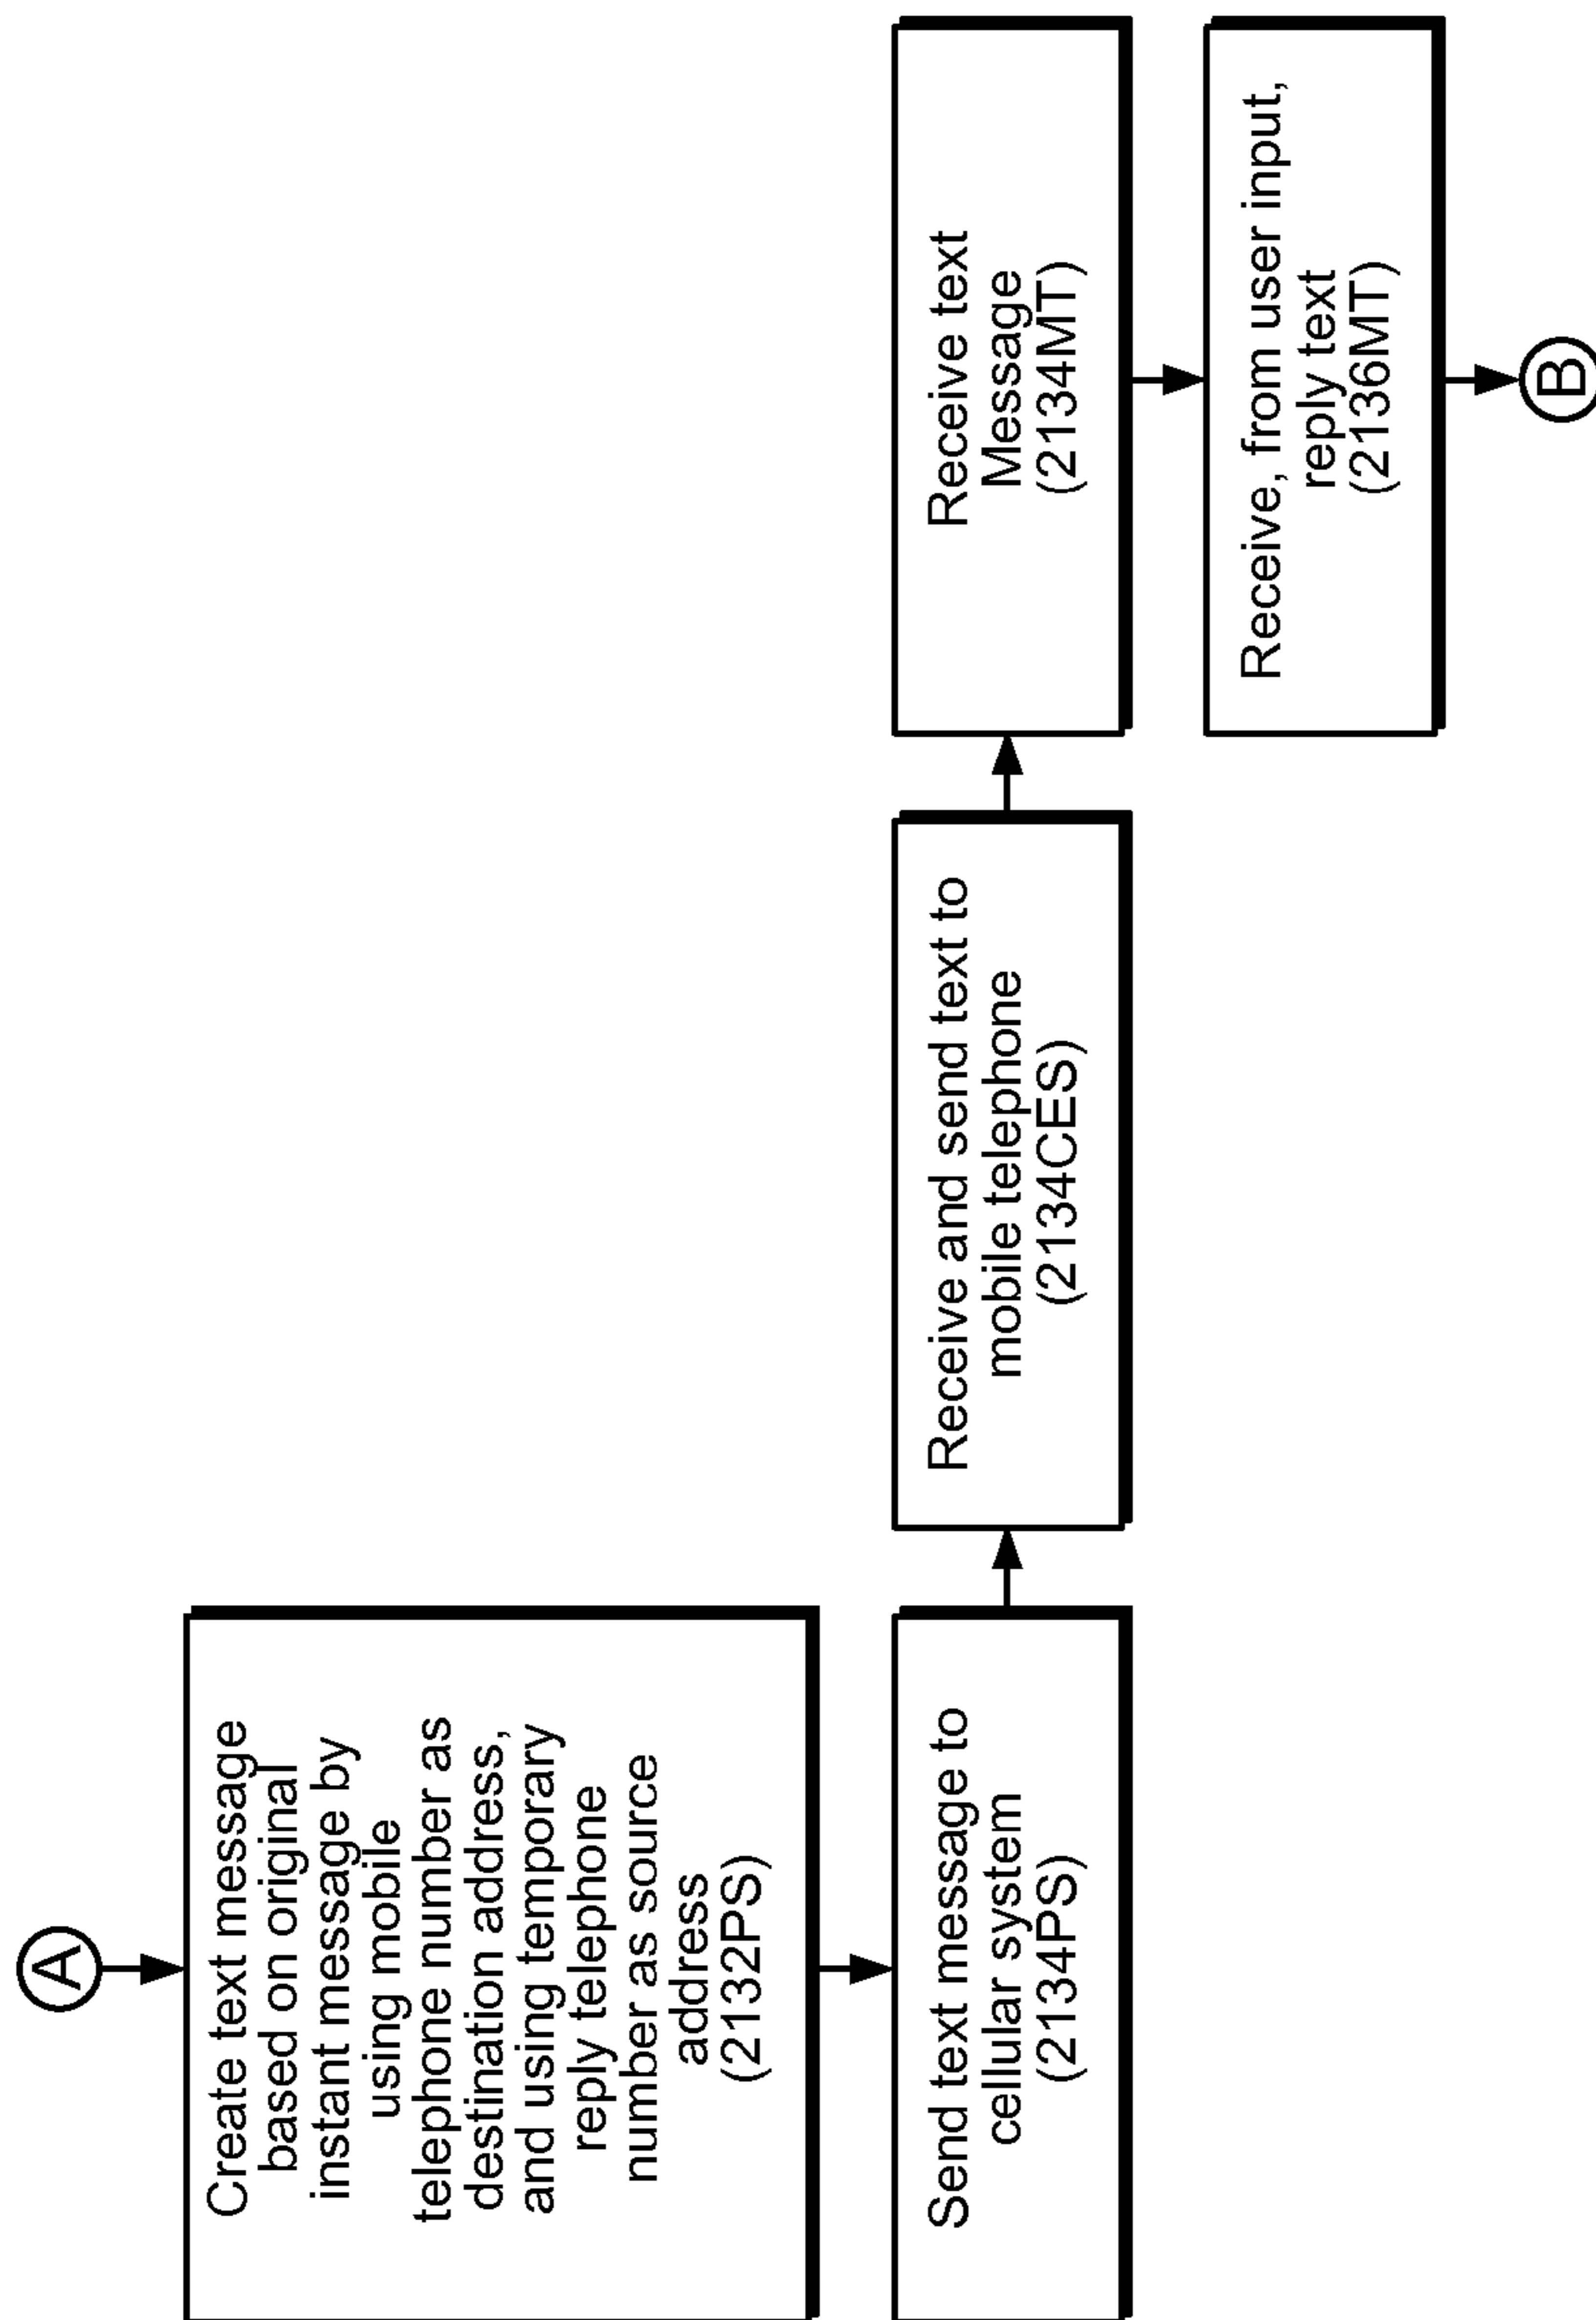 A
Create text message
based on original
instant message by
using mobile
telephone number as
destination address,
and using temporary
reply telephone
number as source
address
(2132PS)
Send text message to
cellular system
(2134PS)
Receive and send text to
mobile telephone
(2134CES)
Receive text
Message
(2134MT)
Receive, from user input,
reply text
(2136MT)
B